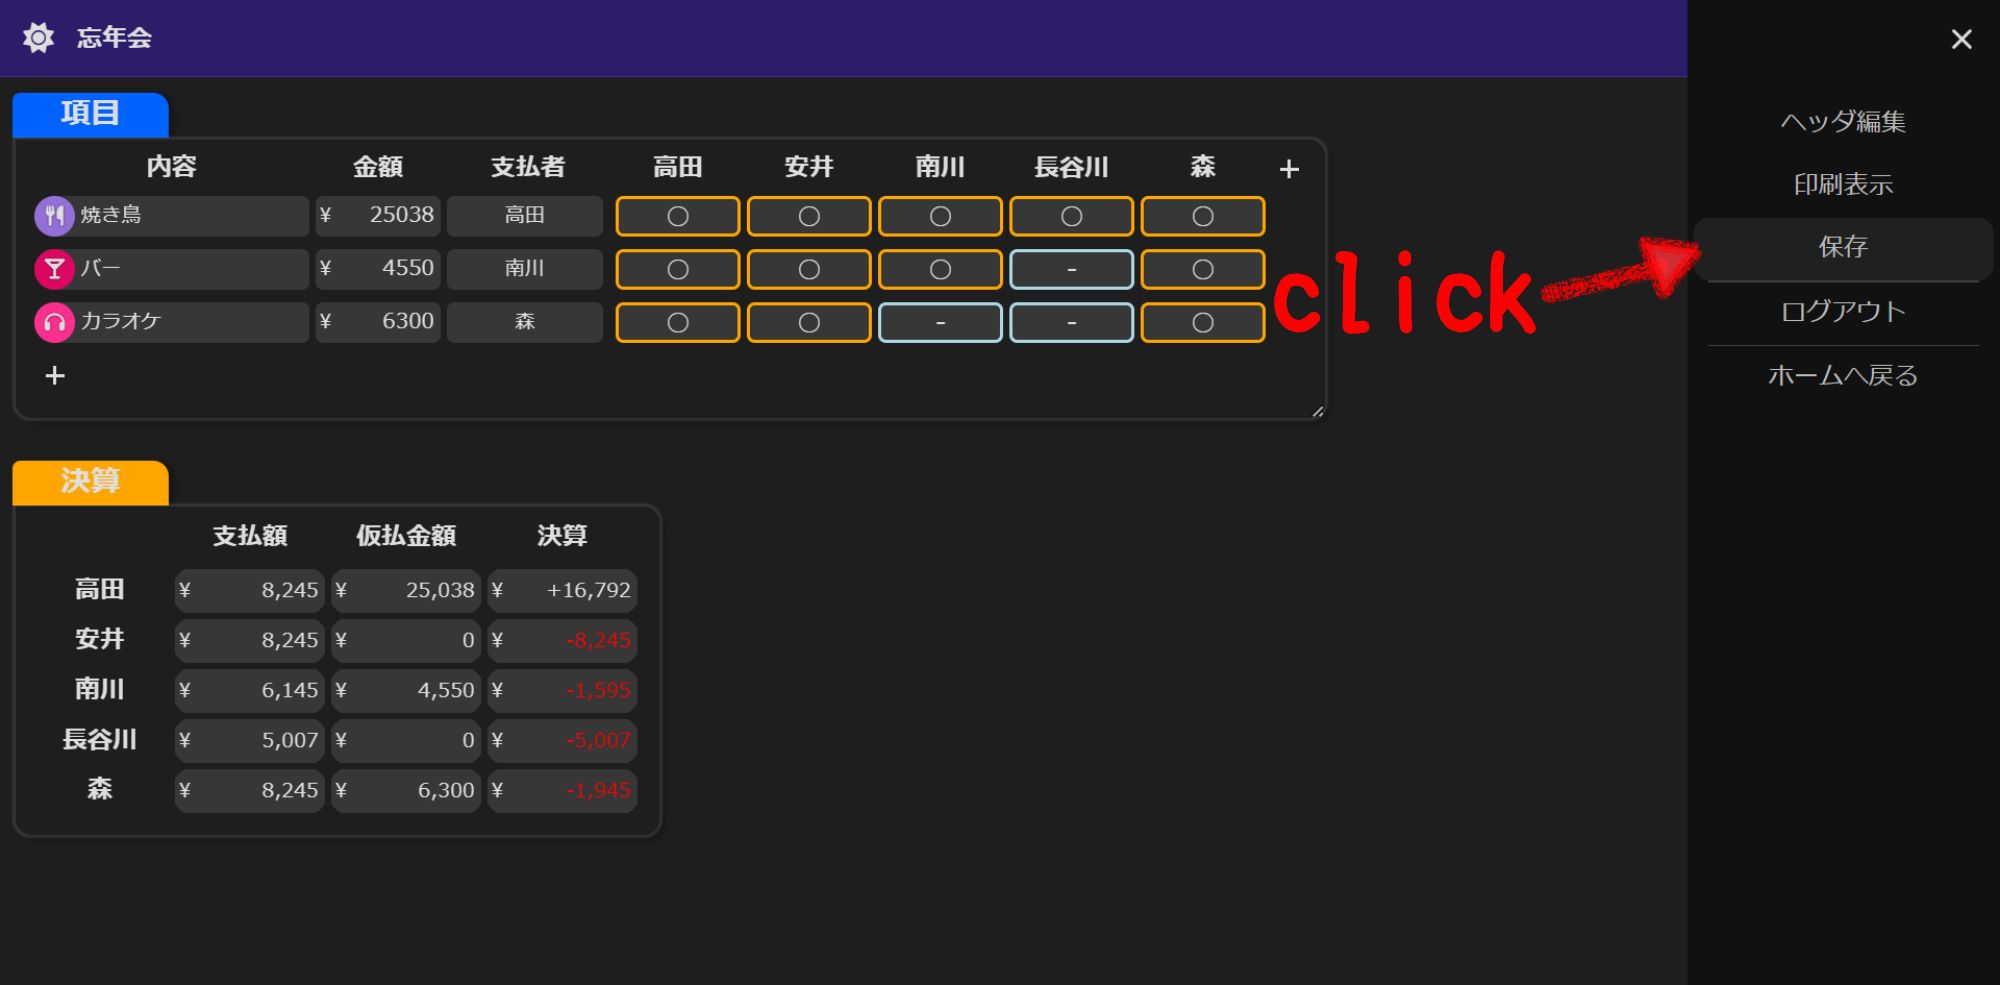 忘年会
項目
内容 金額 支払者 高田 安井 南川 長谷川 森 +
焼き鳥 ¥ 25038 高田 ○ ○ ○ ○ ○
バー ¥ 4550 南川 ○ ○ ○ - ○
カラオケ ¥ 6300 森 ○ ○ - - ○
+
click
決算
支払額 仮払金額 決算
高田 ¥ 8,245 ¥ 25,038 ¥ +16,792
安井 ¥ 8,245 ¥ 0 ¥ -8,245
南川 ¥ 6,145 ¥ 4,550 ¥ -1,595
長谷川 ¥ 5,007 ¥ 0 ¥ -5,007
森 ¥ 8,245 ¥ 6,300 ¥ -1,945
ヘッダ編集
印刷表示
保存
ログアウト
ホームへ戻る